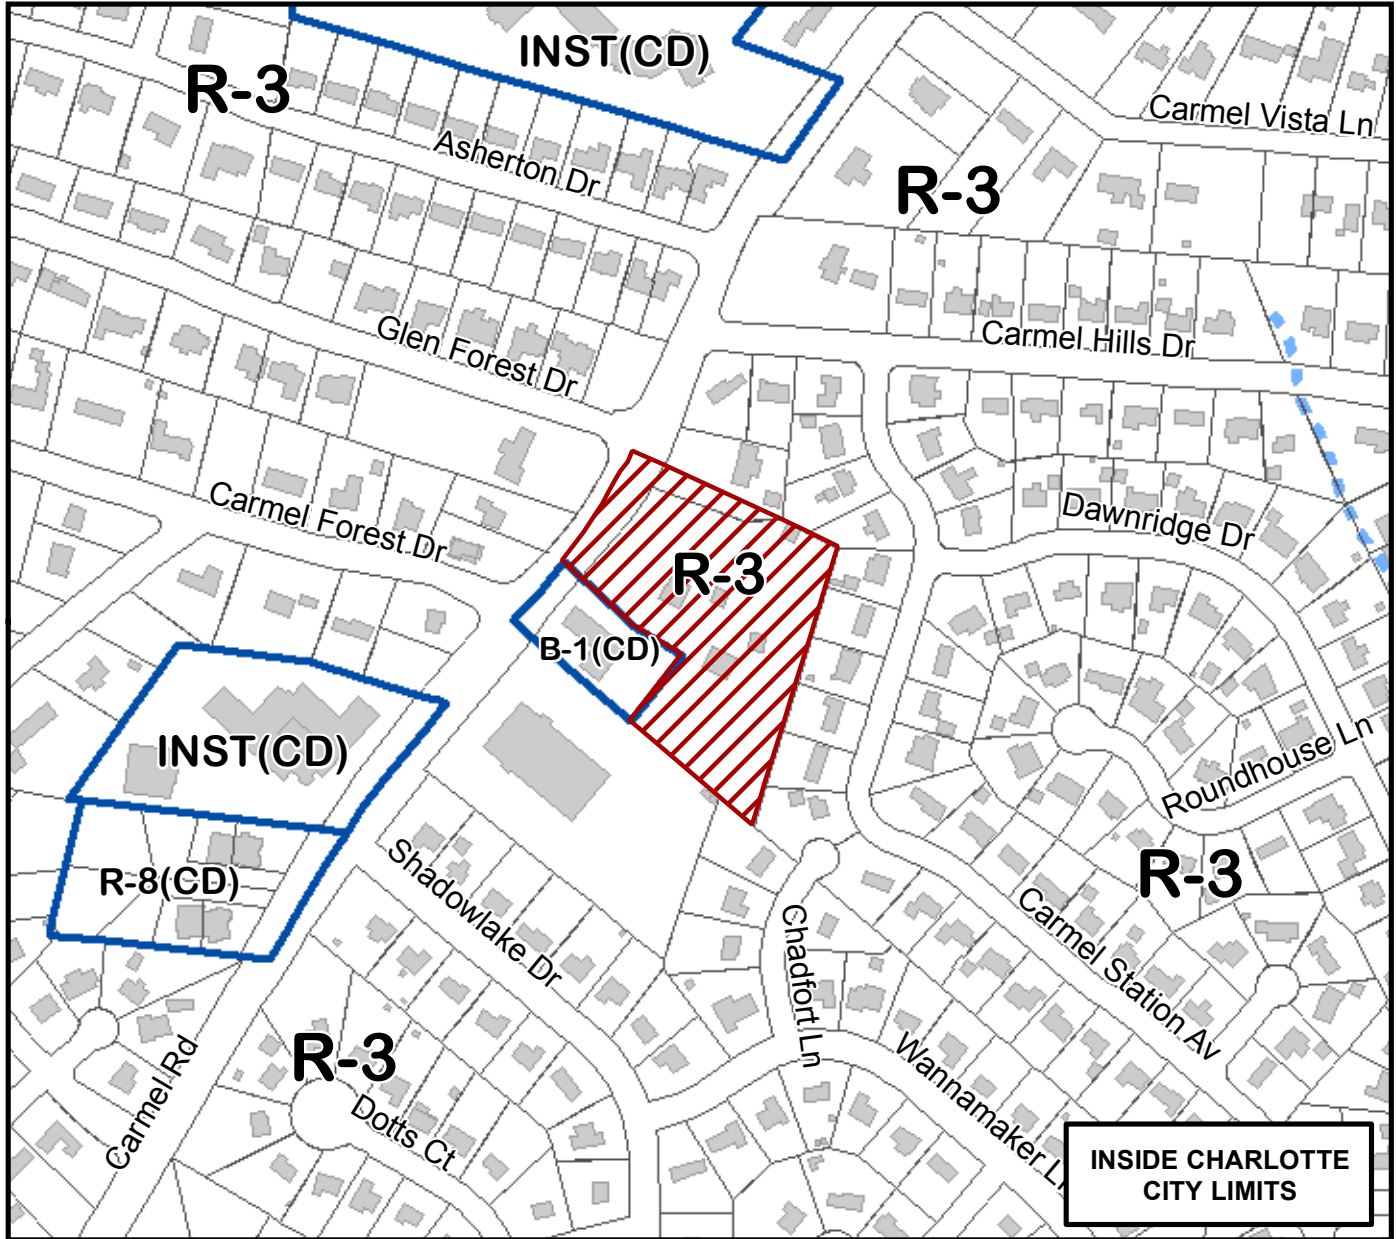 INST(CD)
R-3
Carmel Vista Ln
Asherton Dr
R-3
Glen Forest Dr
Carmel Hills Dr
Carmel Forest Dr
Dawnridge Dr
R-3
B-1(CD)
INST(CD)
Roundhouse Ln
R-8(CD)
Shadowlake Dr
R-3
Carmel Station Av
Chadfort Ln
R-3
Wannamaker Ln
Carmel Rd
Dotts Ct
INSIDE CHARLOTTE
CITY LIMITS